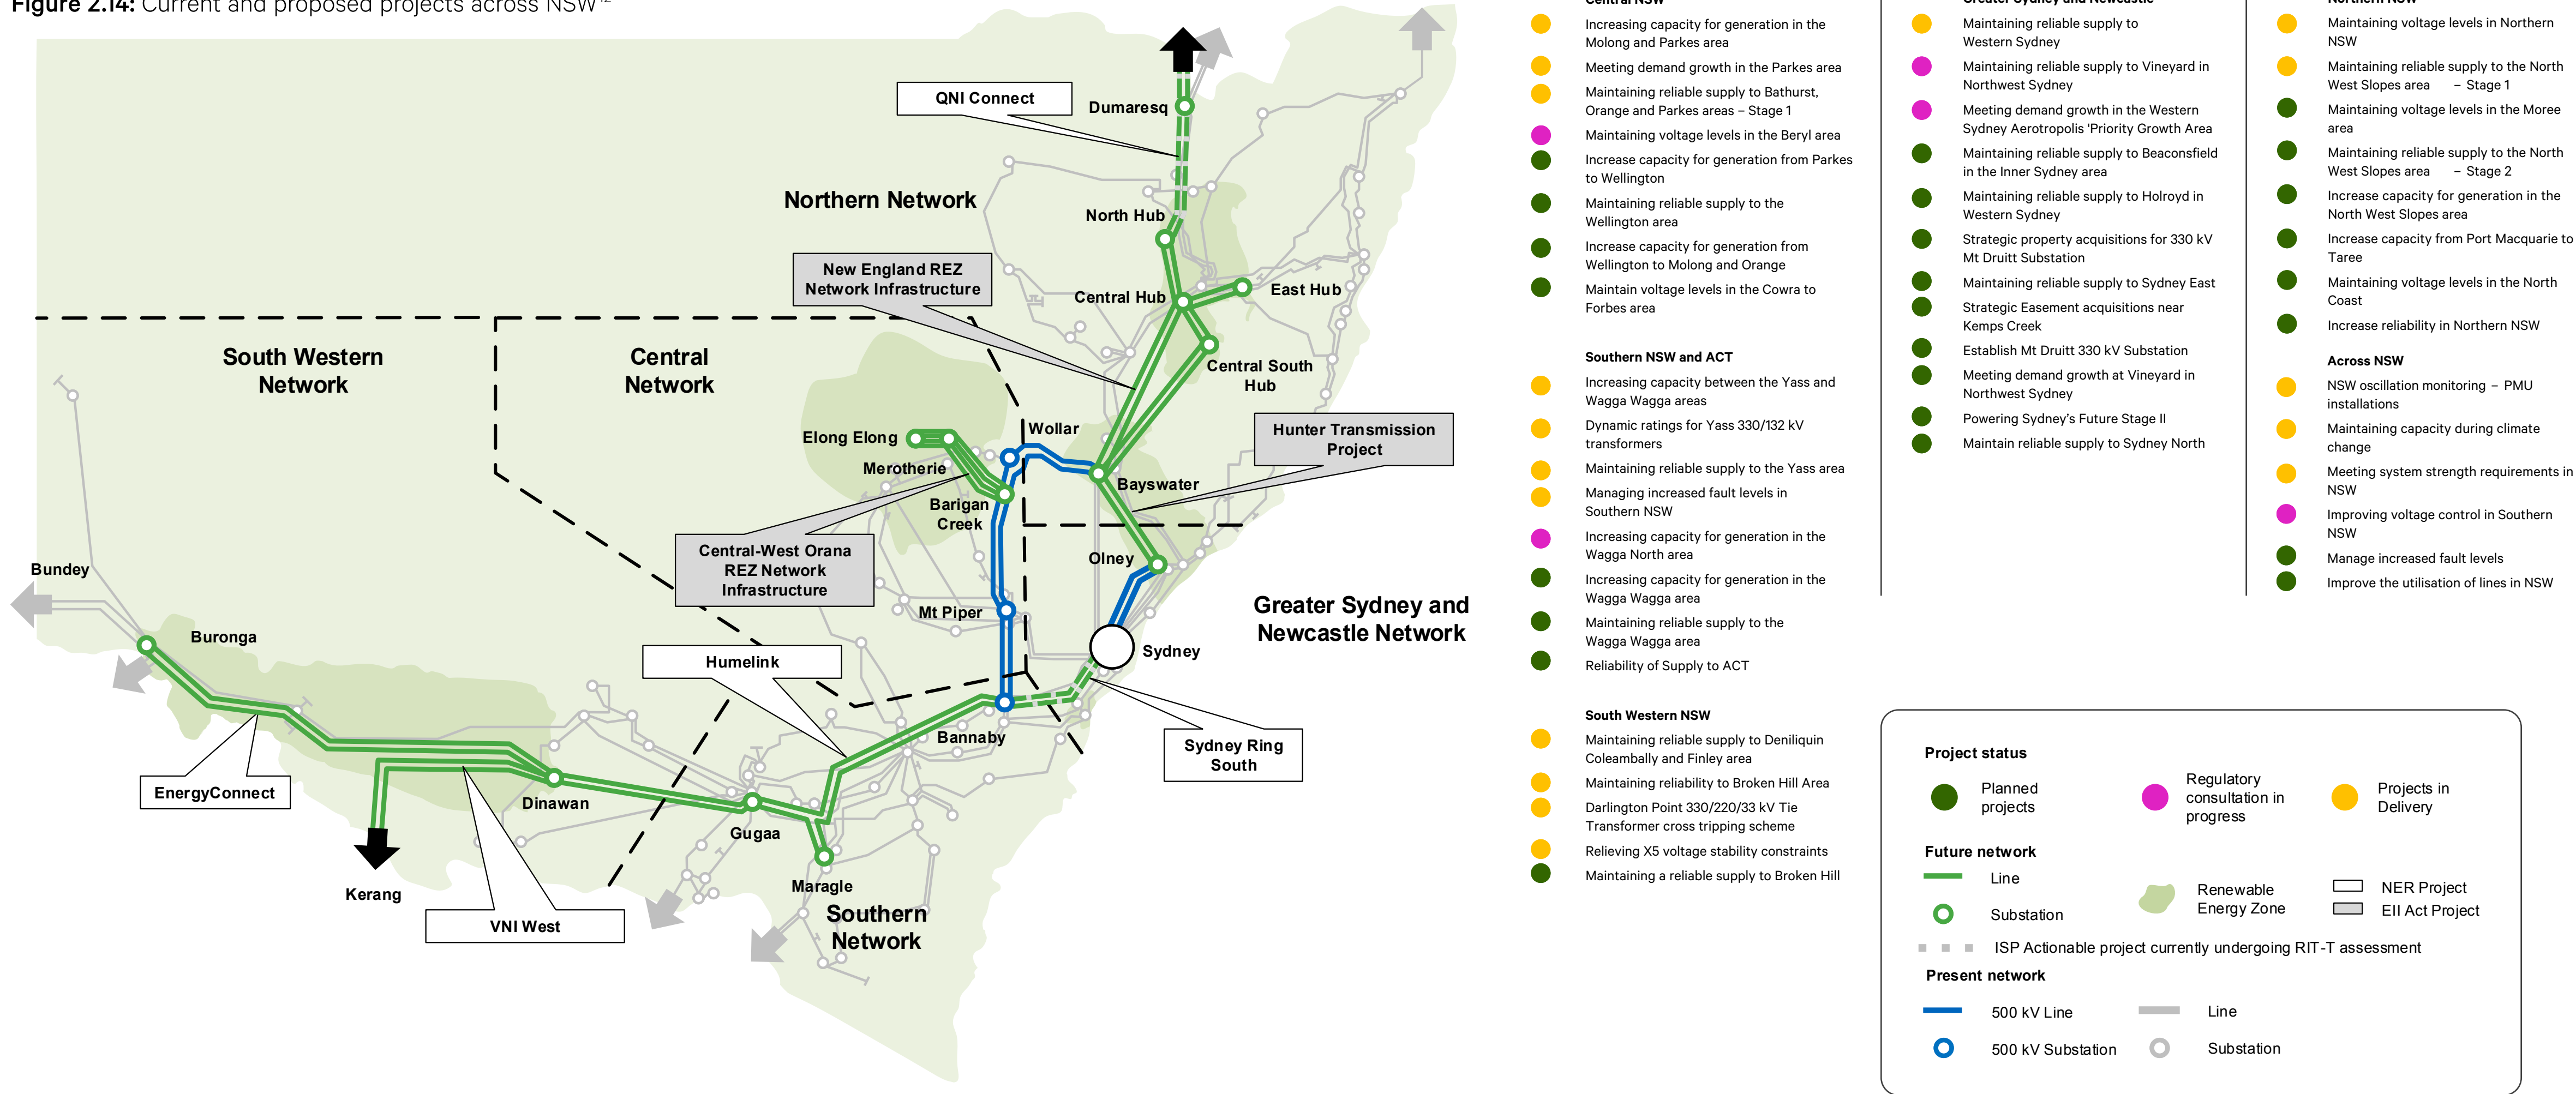 Figure 2.14: Current and proposed projects across NSW¹²
QNI Connect
Dumaresq
Northern Network
North Hub
New England REZ
Network Infrastructure
Central Hub
East Hub
South Western
Network
Central
Network
Central South
Hub
Elong Elong
Wollar
Hunter Transmission
Project
Merotherie
Bayswater
Barigan
Creek
Central-West Orana
REZ Network
Infrastructure
Olney
Bundey
Mt Piper
Greater Sydney and
Newcastle Network
Buronga
Sydney
Humelink
Bannaby
Sydney Ring
South
EnergyConnect
Dinawan
Gugaa
Kerang
Maragle
VNI West
Southern
Network
Central NSW
Increasing capacity for generation in the
Molong and Parkes area
Meeting demand growth in the Parkes area
Maintaining reliable supply to Bathurst,
Orange and Parkes areas – Stage 1
Maintaining voltage levels in the Beryl area
Increase capacity for generation from Parkes
to Wellington
Maintaining reliable supply to the
Wellington area
Increase capacity for generation from
Wellington to Molong and Orange
Maintain voltage levels in the Cowra to
Forbes area
Southern NSW and ACT
Increasing capacity between the Yass and
Wagga Wagga areas
Dynamic ratings for Yass 330/132 kV
transformers
Maintaining reliable supply to the Yass area
Managing increased fault levels in
Southern NSW
Increasing capacity for generation in the
Wagga North area
Increasing capacity for generation in the
Wagga Wagga area
Maintaining reliable supply to the
Wagga Wagga area
Reliability of Supply to ACT
South Western NSW
Maintaining reliable supply to Deniliquin
Coleambally and Finley area
Maintaining reliability to Broken Hill Area
Darlington Point 330/220/33 kV Tie
Transformer cross tripping scheme
Relieving X5 voltage stability constraints
Maintaining a reliable supply to Broken Hill
Greater Sydney and Newcastle
Maintaining reliable supply to
Western Sydney
Maintaining reliable supply to Vineyard in
Northwest Sydney
Meeting demand growth in the Western
Sydney Aerotropolis 'Priority Growth Area
Maintaining reliable supply to Beaconsfield
in the Inner Sydney area
Maintaining reliable supply to Holroyd in
Western Sydney
Strategic property acquisitions for 330 kV
Mt Druitt Substation
Maintaining reliable supply to Sydney East
Strategic Easement acquisitions near
Kemps Creek
Establish Mt Druitt 330 kV Substation
Meeting demand growth at Vineyard in
Northwest Sydney
Powering Sydney's Future Stage II
Maintain reliable supply to Sydney North
Northern NSW
Maintaining voltage levels in Northern
NSW
Maintaining reliable supply to the North
West Slopes area – Stage 1
Maintaining voltage levels in the Moree
area
Maintaining reliable supply to the North
West Slopes area – Stage 2
Increase capacity for generation in the
North West Slopes area
Increase capacity from Port Macquarie to
Taree
Maintaining voltage levels in the North
Coast
Increase reliability in Northern NSW
Across NSW
NSW oscillation monitoring – PMU
installations
Maintaining capacity during climate
change
Meeting system strength requirements in
NSW
Improving voltage control in Southern
NSW
Manage increased fault levels
Improve the utilisation of lines in NSW
Project status
Planned
projects
Regulatory
consultation in
progress
Projects in
Delivery
Future network
Line
Substation
Renewable
Energy Zone
NER Project
EII Act Project
ISP Actionable project currently undergoing RIT-T assessment
Present network
500 kV Line
Line
500 kV Substation
Substation